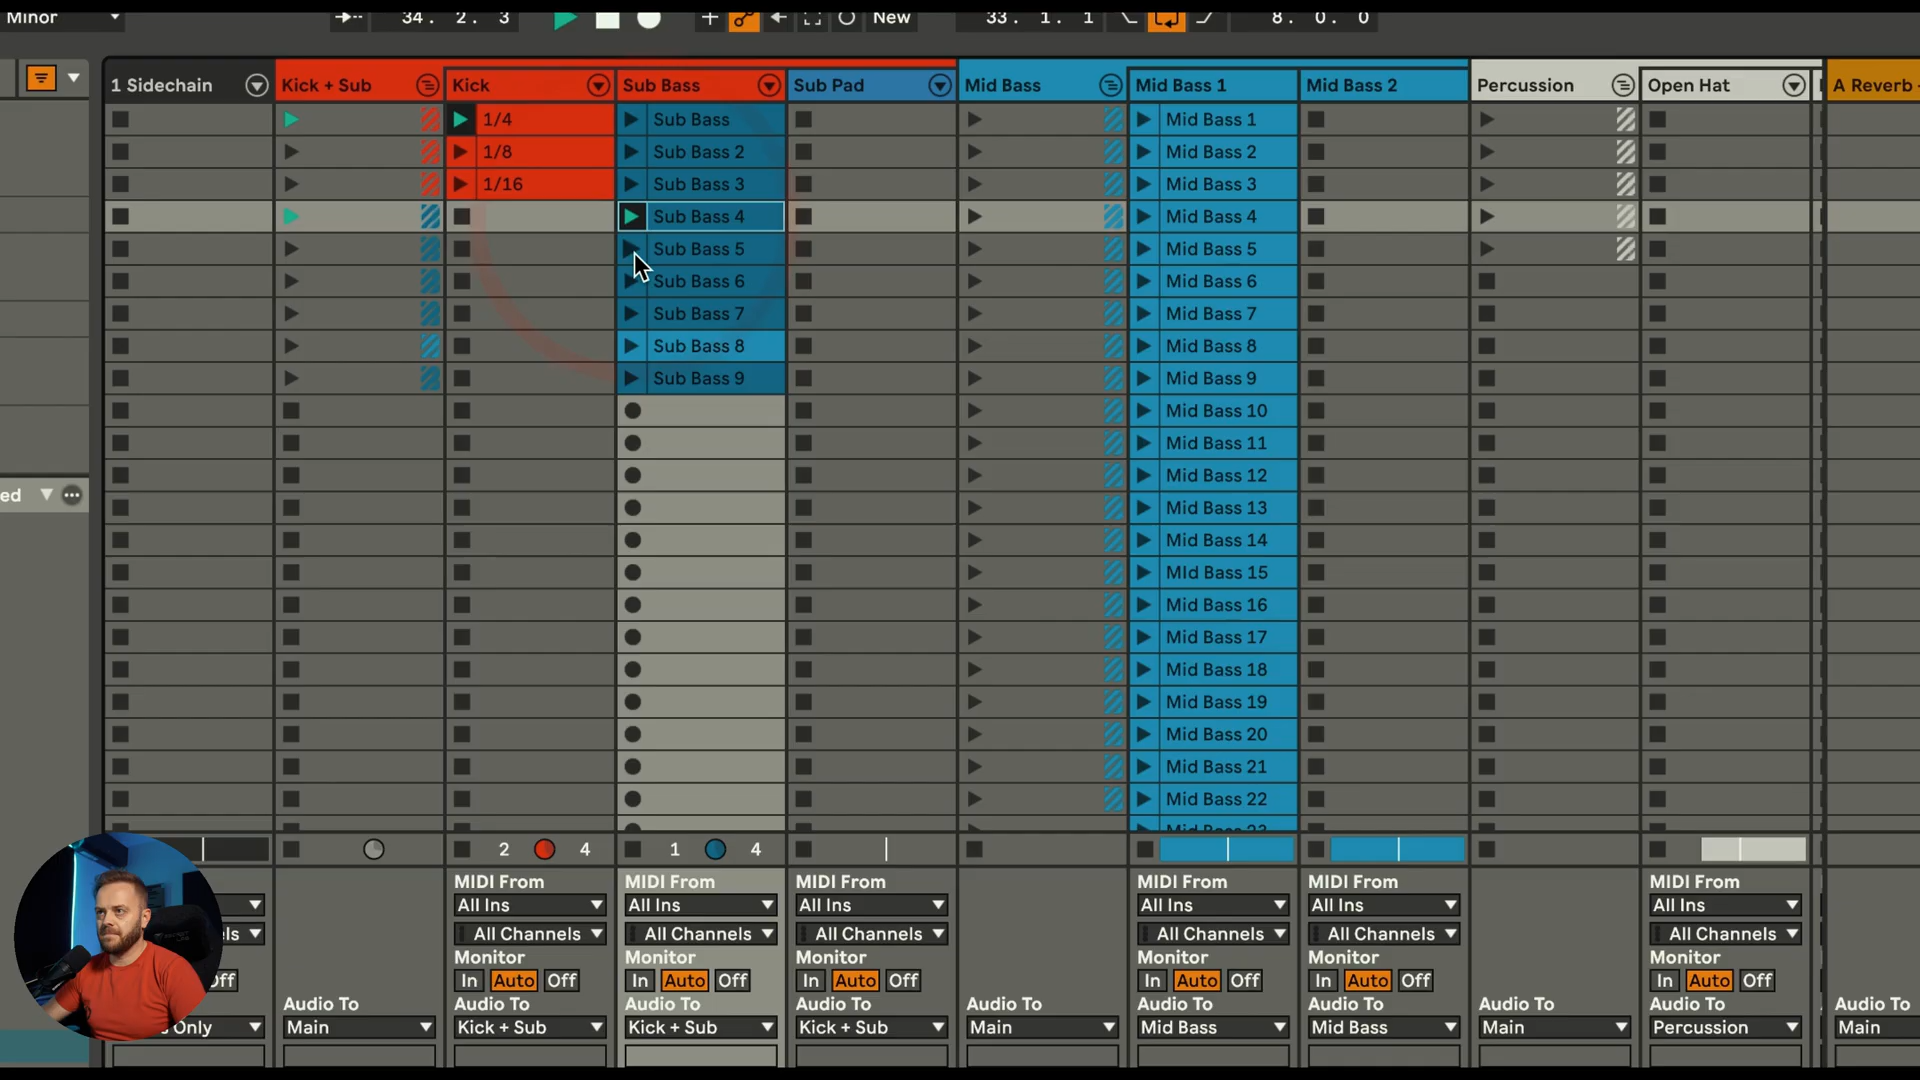 Minor 34. 2. 3 New 33. 1. 1 8. 0. 0
1 Sidechain Kick + Sub Kick Sub Bass Sub Pad Mid Bass Mid Bass 1 Mid Bass 2 Percussion Open Hat A Reverb
1/4 Sub Bass Mid Bass 1
1/8 Sub Bass 2 Mid Bass 2
1/16 Sub Bass 3 Mid Bass 3
Sub Bass 4 Mid Bass 4
Sub Bass 5 Mid Bass 5
Sub Bass 6 Mid Bass 6
Sub Bass 7 Mid Bass 7
Sub Bass 8 Mid Bass 8
Sub Bass 9 Mid Bass 9
Mid Bass 10
Mid Bass 11
Mid Bass 12
ed
Mid Bass 13
Mid Bass 14
MId Bass 15
Mid Bass 16
Mid Bass 17
Mid Bass 18
Mid Bass 19
Mid Bass 20
Mid Bass 21
Mid Bass 22
Mid Bass 23
2 4 1 4
MIDI From MIDI From MIDI From MIDI From MIDI From MIDI From
All Ins All Ins All Ins All Ins All Ins All Ins
els All Channels All Channels All Channels All Channels All Channels All Channels
Monitor Monitor Monitor Monitor Monitor Monitor
Off In Auto Off In Auto Off In Auto Off In Auto Off In Auto Off In Auto Off
Audio To Audio To Audio To Audio To Audio To Audio To Audio To Audio To Audio To Audio To
Only Main Kick + Sub Kick + Sub Kick + Sub Main Mid Bass Mid Bass Main Percussion Main